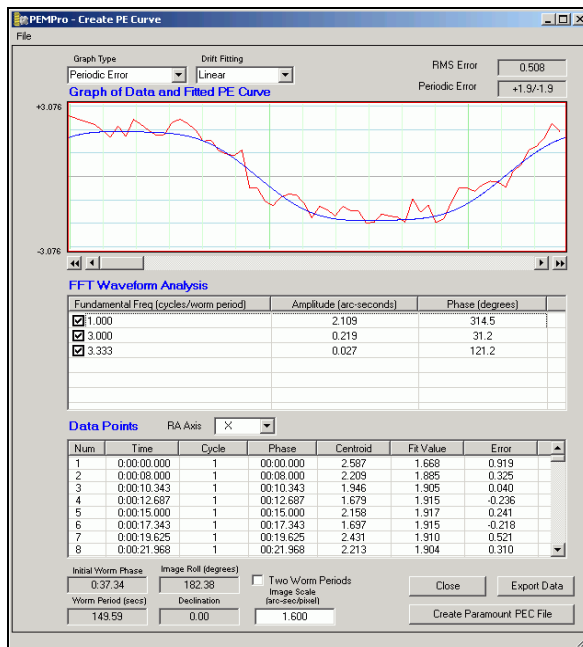 PEMPro - Create PE Curve
File
Graph Type Drift Fitting RMS Error 0.508
Periodic Error Linear Periodic Error +1.9/-1.9
Graph of Data and Fitted PE Curve
+3.076
-3.076
FFT Waveform Analysis
Fundamental Freq (cycles/worm period) Amplitude (arc-seconds) Phase (degrees)
1.000 2.109 314.5
3.000 0.219 31.2
3.333 0.027 121.2
Data Points RA Axis X
Num Time Cycle Phase Centroid Fit Value Error
1 0:00:00.000 1 00:00.000 2.587 1.668 0.919
2 0:00:08.000 1 00:08.000 2.209 1.885 0.325
3 0:00:10.343 1 00:10.343 1.946 1.905 0.040
4 0:00:12.687 1 00:12.687 1.679 1.915 -0.236
5 0:00:15.000 1 00:15.000 2.158 1.917 0.241
6 0:00:17.343 1 00:17.343 1.697 1.915 -0.218
7 0:00:19.625 1 00:19.625 2.431 1.910 0.521
8 0:00:21.968 1 00:21.968 2.213 1.904 0.310
Initial Worm Phase Image Roll (degrees)
0:37.34 182.38 Two Worm Periods Close Export Data
Worm Period (secs) Declination Image Scale (arc-sec/pixel)
149.59 0.00 1.600 Create Paramount PEC File